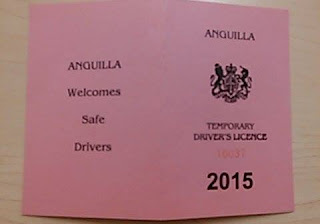 ANGUILLA
Welcomes
Safe
Drivers
ANGUILLA
TEMPORARY
DRIVER'S LICENCE
2015